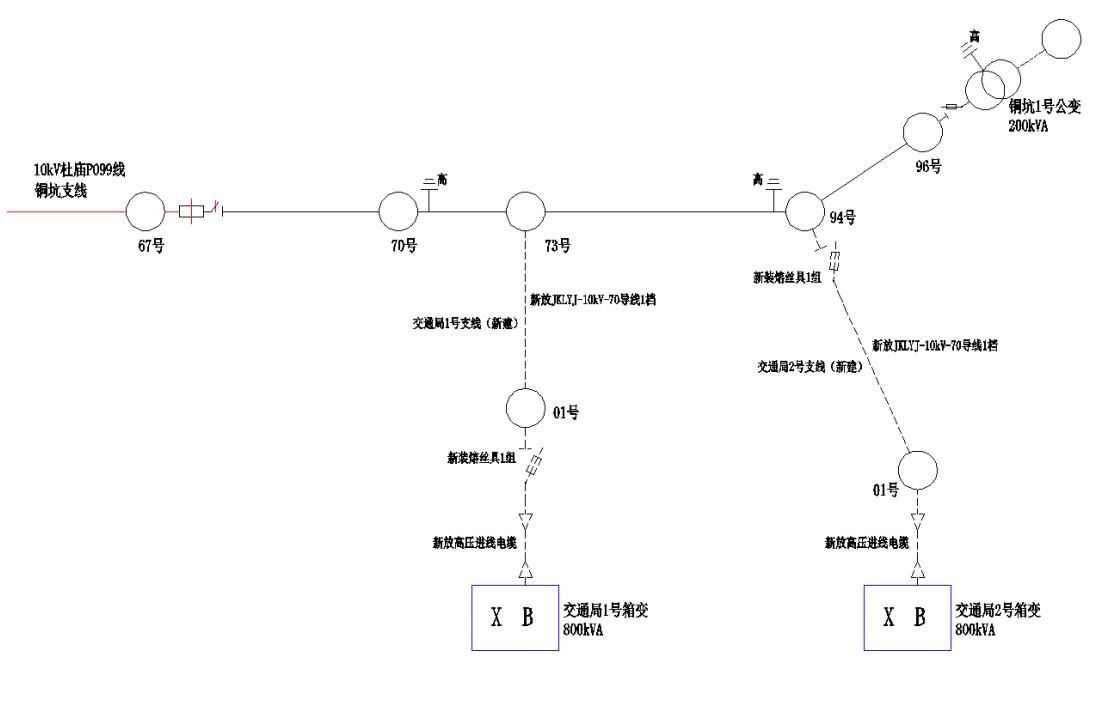 高
铜坑1号公变
200kVA
96号
10kV杜庙P099线
铜坑支线
高
高
67号
70号
73号
94号
新装熔丝具1组
新放JKLYJ-10kV-70导线1档
交通局1号支线（新建）
新放JKLYJ-10kV-70导线1档
交通局2号支线（新建）
01号
新装熔丝具1组
01号
新放高压进线电缆
新放高压进线电缆
X B
交通局1号箱变
800kVA
X B
交通局2号箱变
800kVA